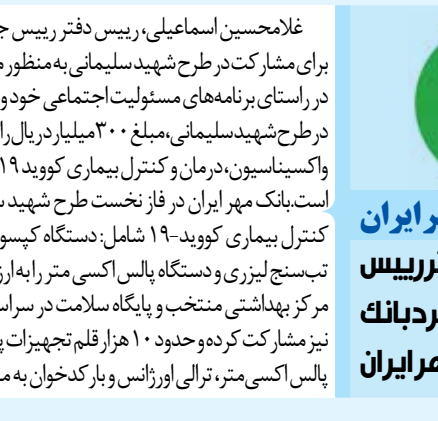 ر ایران
رییس
ردبانك
هر ایران
غلامحسین اسماعیلی، رییس دفتر رییس
برای مشارکت در طرح شهید سلیمانی به منظور
در راستای برنامه‌های مسئولیت اجتماعی خود و
در طرح شهید سلیمانی، مبلغ ۳۰۰ میلیارد ریال را
واکسیناسیون، درمان و کنترل بیماری کووید ۱۹
است. بانک مهر ایران در فاز نخست طرح شهید
کنترل بیماری کووید-۱۹ شامل: دستگاه کپسو
تب‌سنج لیزری و دستگاه پالس اکسی متر را به ارز
مرکز بهداشتی منتخب و پایگاه سلامت در سراس
نیز مشارکت کرده و حدود ۱۰ هزار قلم تجهیزات
پالس اکسی‌متر، ترالی اورژانس و بارکدخوان به